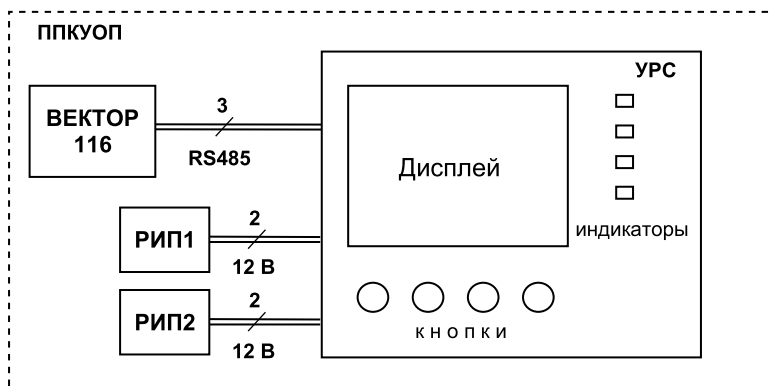 ППКУОП
УРС
ВЕКТОР
116
3
RS485
Дисплей
индикаторы
РИП1
2
12 В
РИП2
2
12 В
кнопки